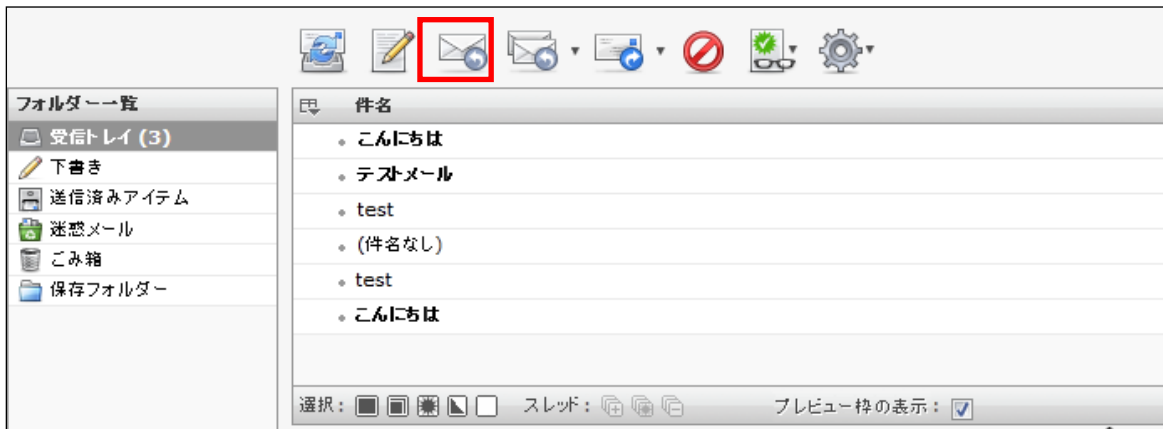 フォルダー一覧
受信トレイ (3)
下書き
送信済みアイテム
迷惑メール
ごみ箱
保存フォルダー
件名
こんにちは
テストメール
test
(件名なし)
test
こんにちは
選択: スレッド: プレビュー枠の表示: